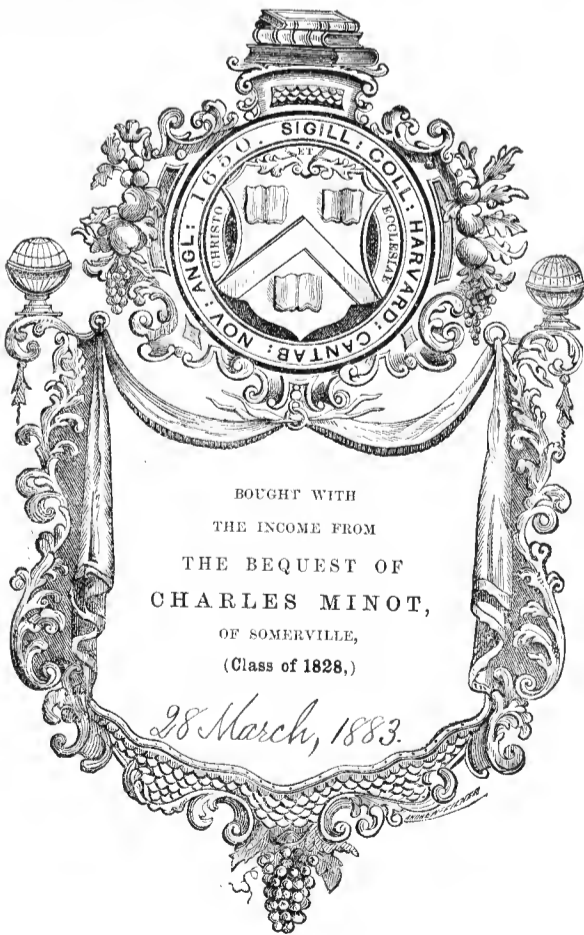 SIGILL: COLL: HARVARD: CANTAB: NOV: ANGL: 1650.
ET
CHRISTO
ECCLESIAE
BOUGHT WITH
THE INCOME FROM
THE BEQUEST OF
CHARLES MINOT,
OF SOMERVILLE,
(Class of 1828,)
28 March, 1883.